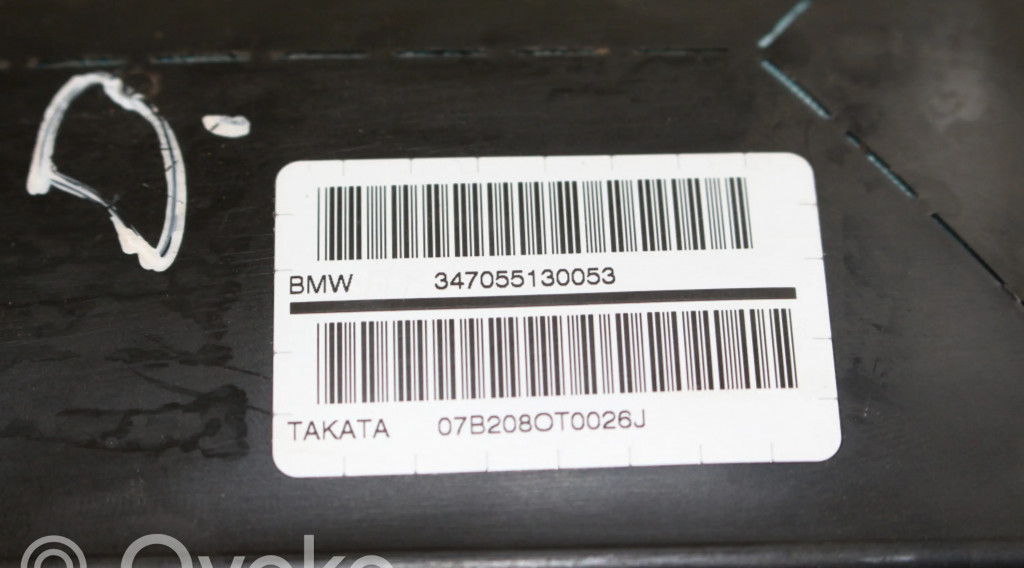 BMW 347055130053
TAKATA 07B208OT0026J
© Ovoko